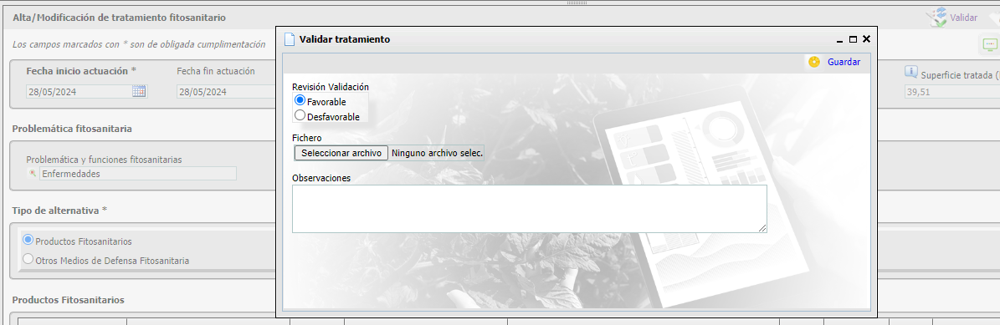 Alta/Modificación de tratamiento fitosanitario
Validar
Los campos marcados con * son de obligada cumplimentación
Fecha inicio actuación *
Fecha fin actuación
28/05/2024
28/05/2024
Superficie tratada (
39,51
Problemática fitosanitaria
Problemática y funciones fitosanitarias
Enfermedades
Tipo de alternativa *
Productos Fitosanitarios
Otros Medios de Defensa Fitosanitaria
Productos Fitosanitarios
Validar tratamiento
Guardar
Revisión Validación
Favorable
Desfavorable
Fichero
Seleccionar archivo Ninguno archivo selec.
Observaciones